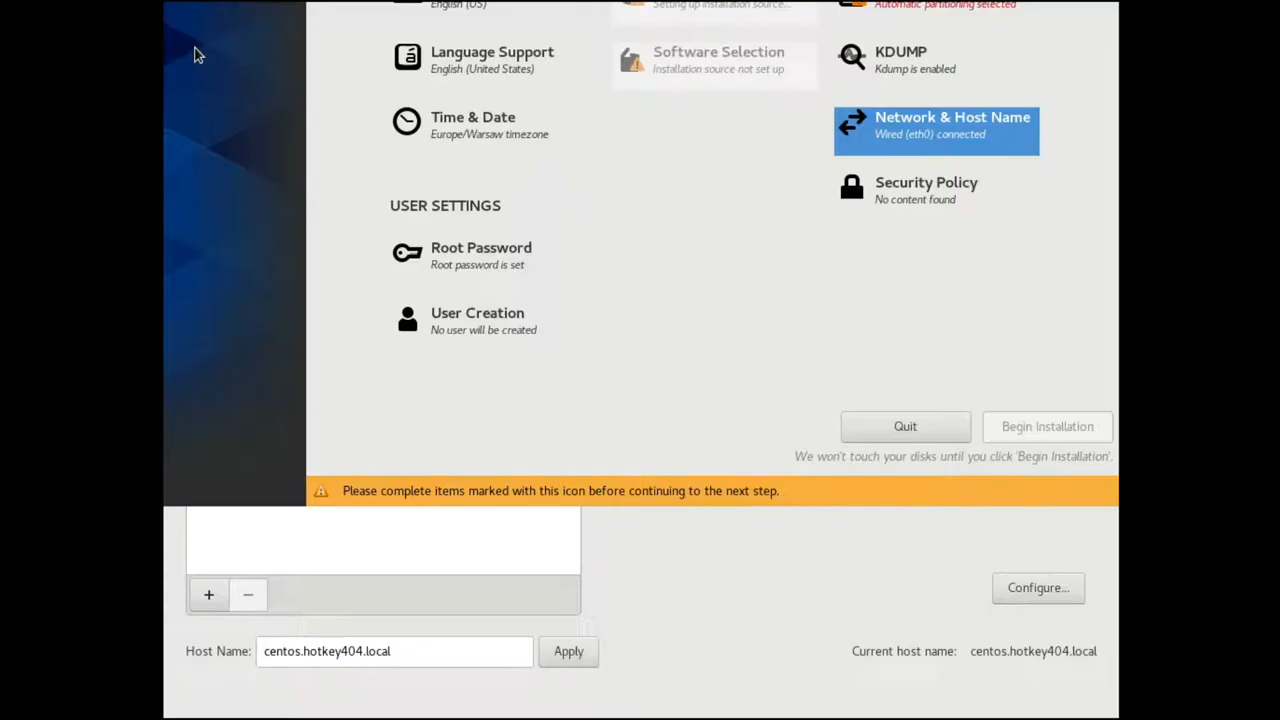 English (US)
Setting up installation source...
Automatic partitioning selected
Language Support
English (United States)
Software Selection
Installation source not set up
KDUMP
Kdump is enabled
Time & Date
Europe/Warsaw timezone
Network & Host Name
Wired (eth0) connected
Security Policy
No content found
USER SETTINGS
Root Password
Root password is set
User Creation
No user will be created
Quit
Begin Installation
We won't touch your disks until you click 'Begin Installation'.
Please complete items marked with this icon before continuing to the next step.
+
−
Configure...
Host Name:
centos.hotkey404.local
Apply
Current host name:
centos.hotkey404.local